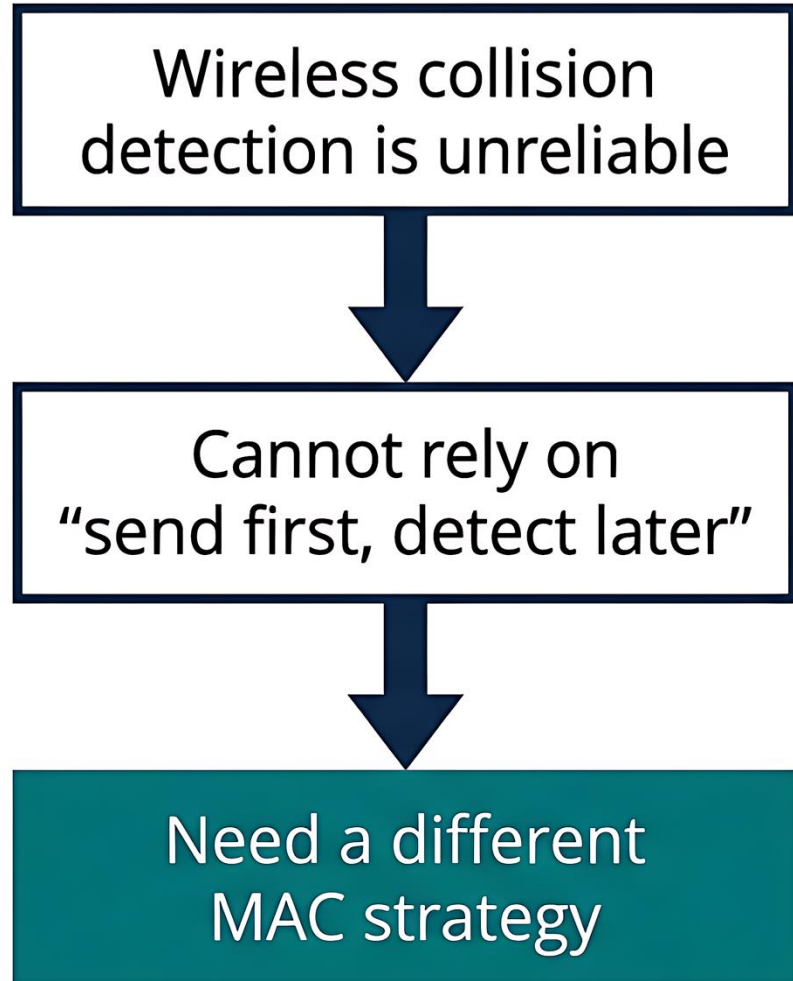 Wireless collision
detection is unreliable
Cannot rely on
“send first, detect later”
Need a different
MAC strategy